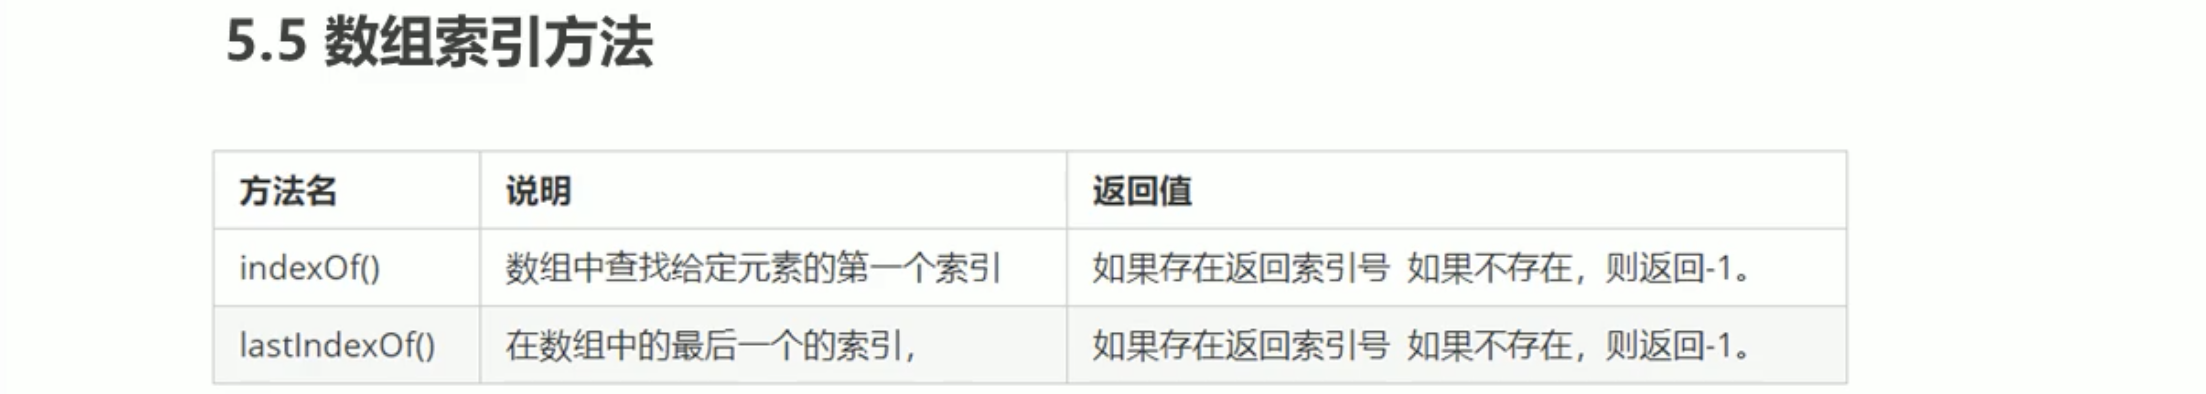 5.5 数组索引方法
方法名 说明 返回值
indexOf() 数组中查找给定元素的第一个索引 如果存在返回索引号 如果不存在，则返回-1。
lastIndexOf() 在数组中的最后一个的索引， 如果存在返回索引号 如果不存在，则返回-1。